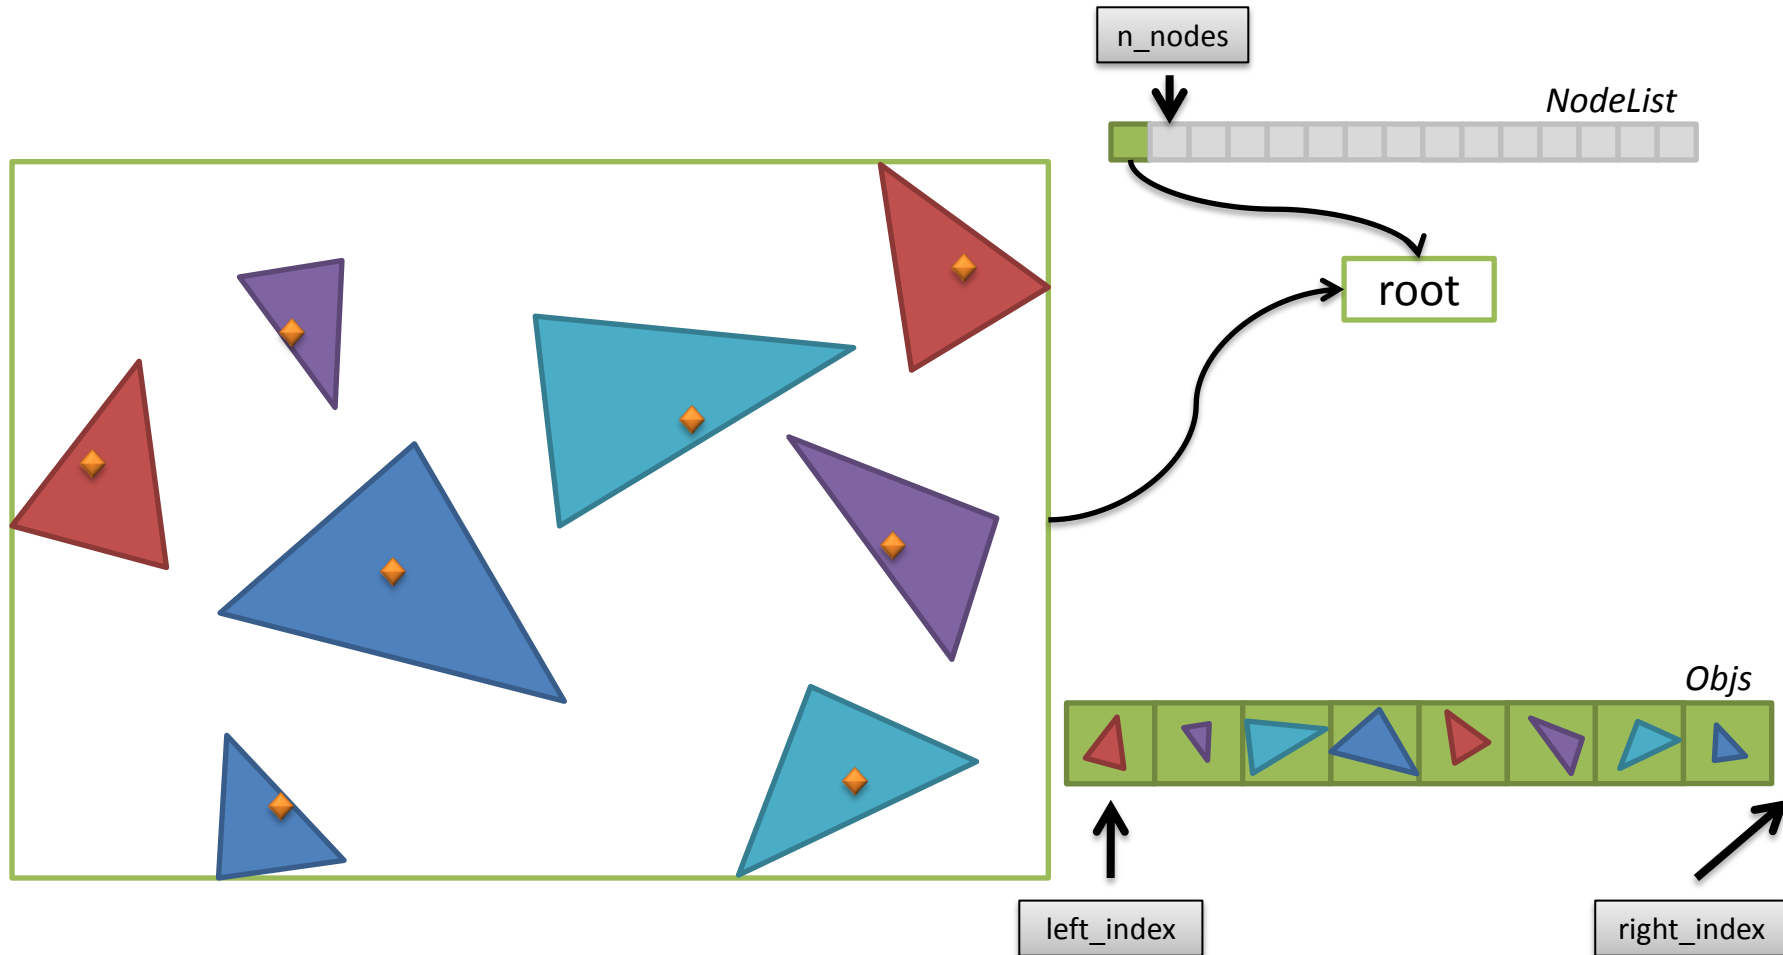 n_nodes
NodeList
root
Objs
left_index
right_index